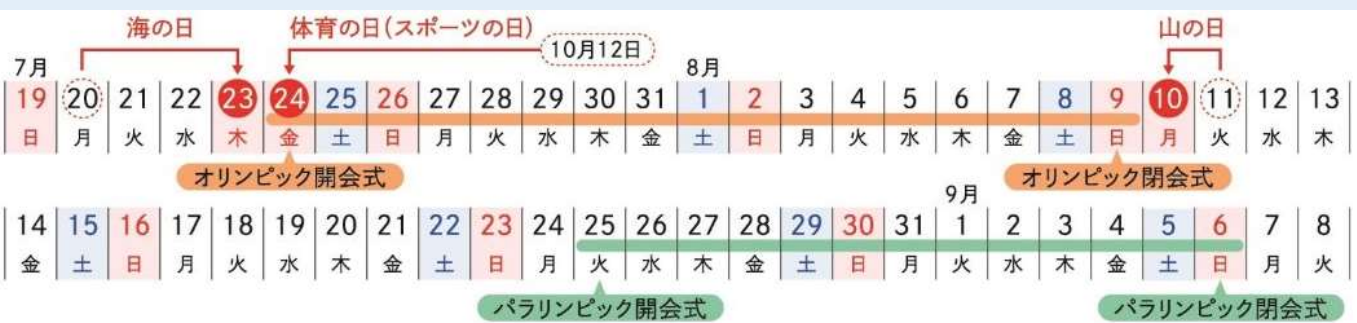 海の日 体育の日(スポーツの日) 山の日
10月12日
7月 8月
19 20 21 22 23 24 25 26 27 28 29 30 31 1 2 3 4 5 6 7 8 9 10 11 12 13
日 月 火 水 木 金 土 日 月 火 水 木 金 土 日 月 火 水 木 金 土 日 月 火 水 木
オリンピック開会式 オリンピック閉会式
9月
14 15 16 17 18 19 20 21 22 23 24 25 26 27 28 29 30 31 1 2 3 4 5 6 7 8
金 土 日 月 火 水 木 金 土 日 月 火 水 木 金 土 日 月 火 水 木 金 土 日 月 火
パラリンピック開会式 パラリンピック閉会式